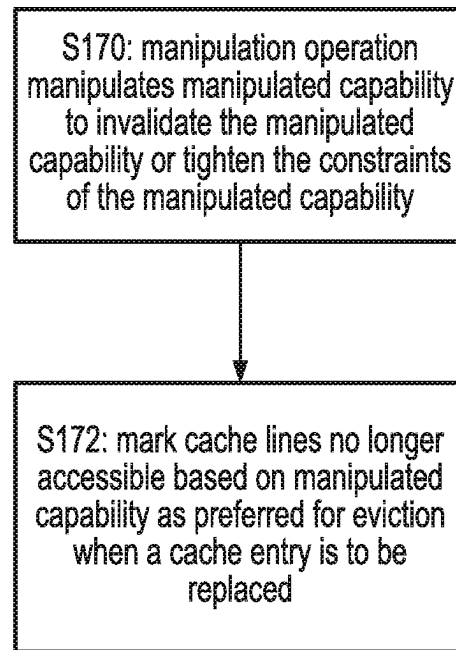 S170: manipulation operation
manipulates manipulated capability
to invalidate the manipulated
capability or tighten the constraints
of the manipulated capability
S172: mark cache lines no longer
accessible based on manipulated
capability as preferred for eviction
when a cache entry is to be
replaced